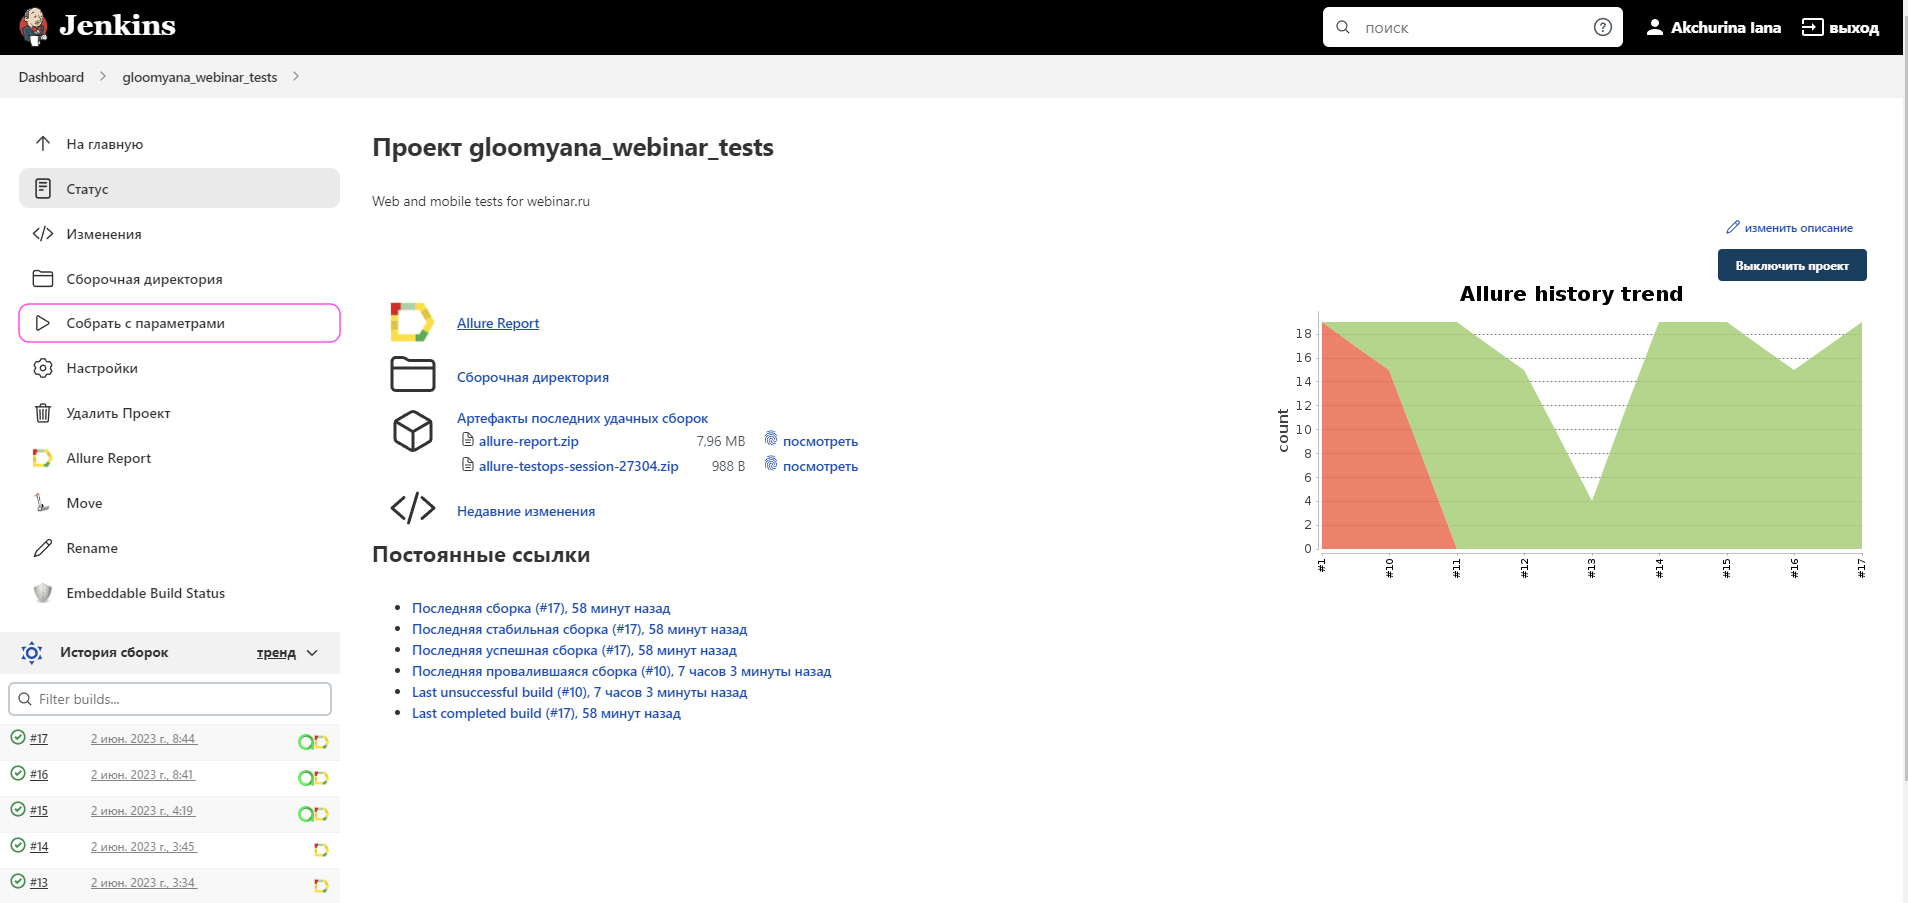 Jenkins
поиск
Akchurina Iana
выход
Dashboard
gloomyana_webinar_tests
На главную
Статус
Изменения
Сборочная директория
Собрать с параметрами
Настройки
Удалить Проект
Allure Report
Move
Rename
Embeddable Build Status
История сборок
тренд
Filter builds...
#17 2 июн. 2023 г., 8:44
#16 2 июн. 2023 г., 8:41
#15 2 июн. 2023 г., 4:19
#14 2 июн. 2023 г., 3:45
#13 2 июн. 2023 г., 3:34
Проект gloomyana_webinar_tests
Web and mobile tests for webinar.ru
изменить описание
Выключить проект
Allure Report
Сборочная директория
Артефакты последних удачных сборок
allure-report.zip 7,96 MB посмотреть
allure-testops-session-27304.zip 988 B посмотреть
Недавние изменения
Постоянные ссылки
Последняя сборка (#17), 58 минут назад
Последняя стабильная сборка (#17), 58 минут назад
Последняя успешная сборка (#17), 58 минут назад
Последняя провалившаяся сборка (#10), 7 часов 3 минуты назад
Last unsuccessful build (#10), 7 часов 3 минуты назад
Last completed build (#17), 58 минут назад
Allure history trend
count
18
16
14
12
10
8
6
4
2
0
#1 #10 #11 #12 #13 #14 #15 #16 #17